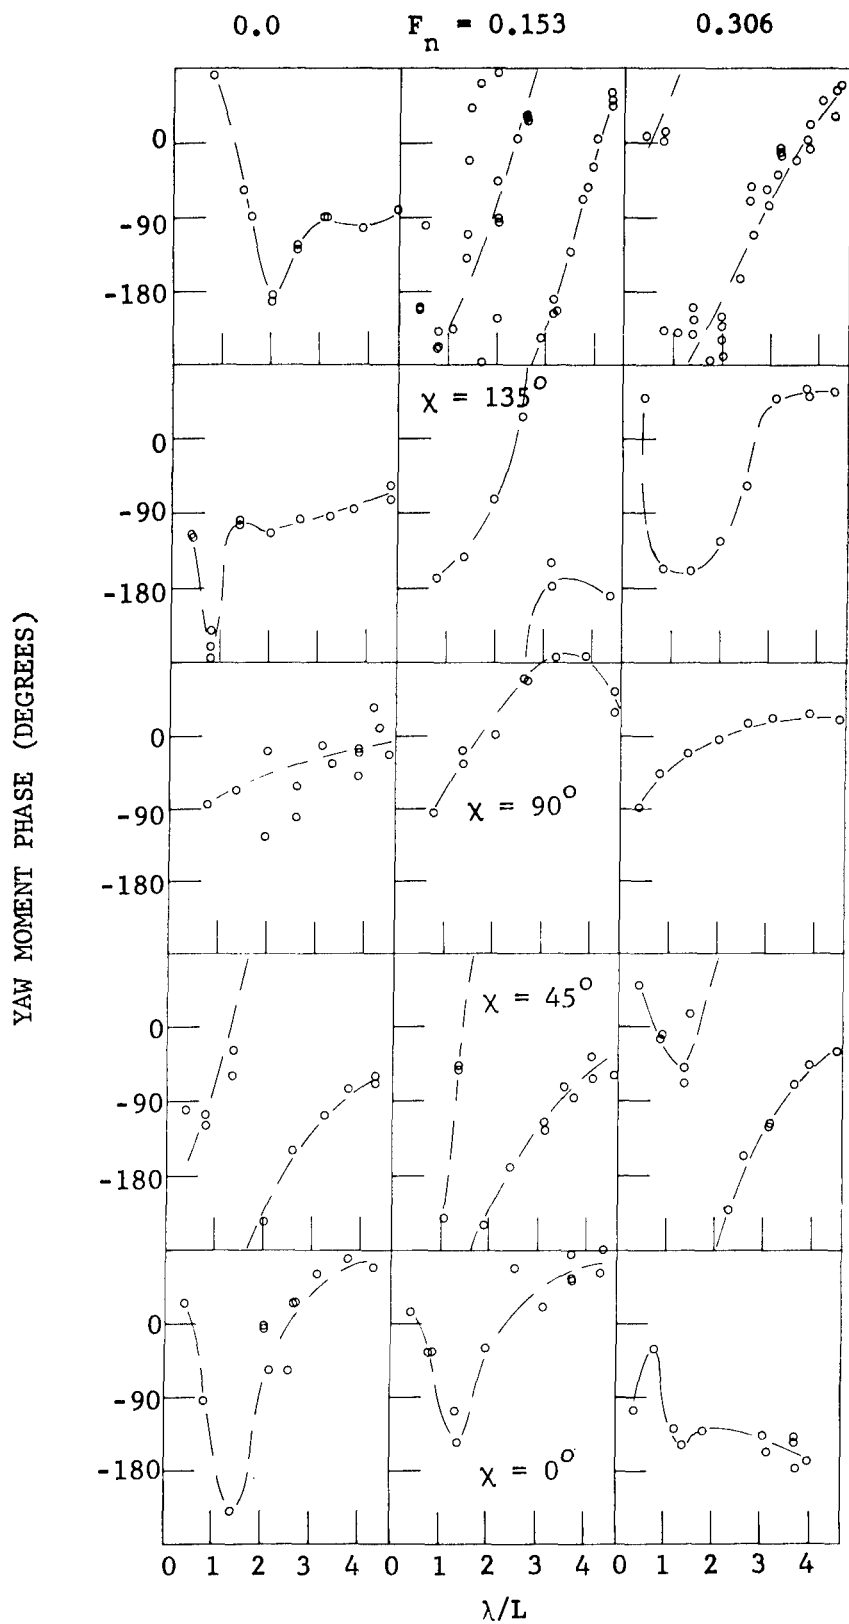 0.0 Fn = 0.153 0.306
0
-90
-180
χ = 135°
0
-90
-180
YAW MOMENT PHASE (DEGREES)
0
-90
-180
χ = 90°
χ = 45°
0
-90
-180
0
-90
-180
χ = 0°
0 1 2 3 4 0 1 2 3 4 0 1 2 3 4
λ/L